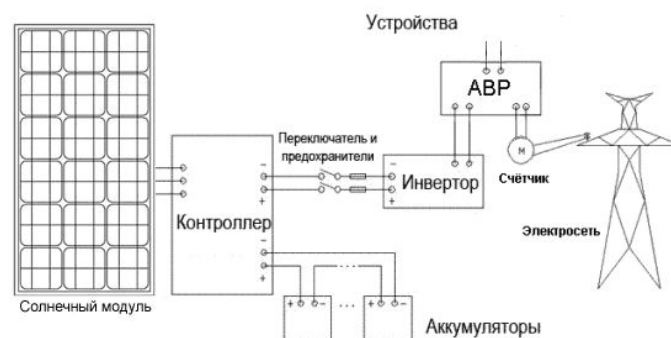 Устройства
АВР
Переключатель и
предохранители
М
Счётчик
Инвертор
Контроллер
Электросеть
Солнечный модуль
Аккумуляторы
−
+
−
+
−
+
+ − ... + −